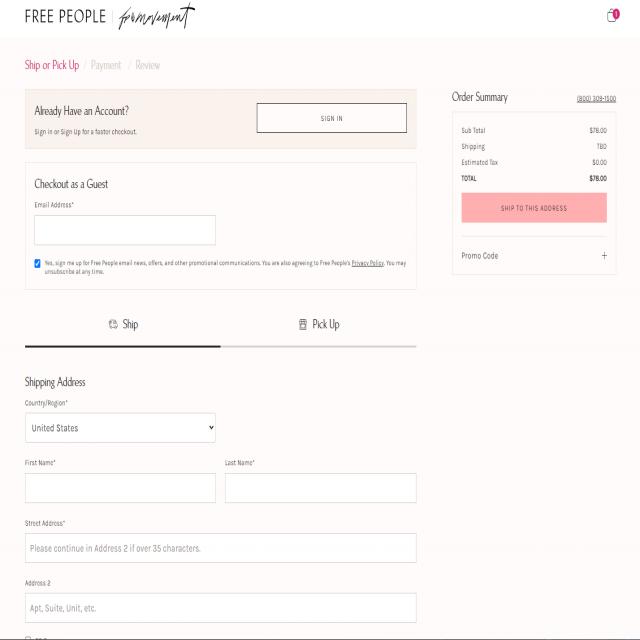 FREE PEOPLE | fp movement
1
Ship or Pick Up / Payment / Review
Already Have an Account?
Sign in or Sign Up for a faster checkout.
SIGN IN
Checkout as a Guest
Email Address*
Yes, sign me up for Free People email news, offers, and other promotional communications. You are also agreeing to Free People's Privacy Policy. You may
unsubscribe at any time.
Ship
Pick Up
Shipping Address
Country/Region*
United States
First Name*
Last Name*
Street Address*
Please continue in Address 2 if over 35 characters.
Address 2
Apt, Suite, Unit, etc.
Order Summary
(800) 309-1500
Sub Total $78.00
Shipping TBD
Estimated Tax $0.00
TOTAL $78.00
SHIP TO THIS ADDRESS
Promo Code +